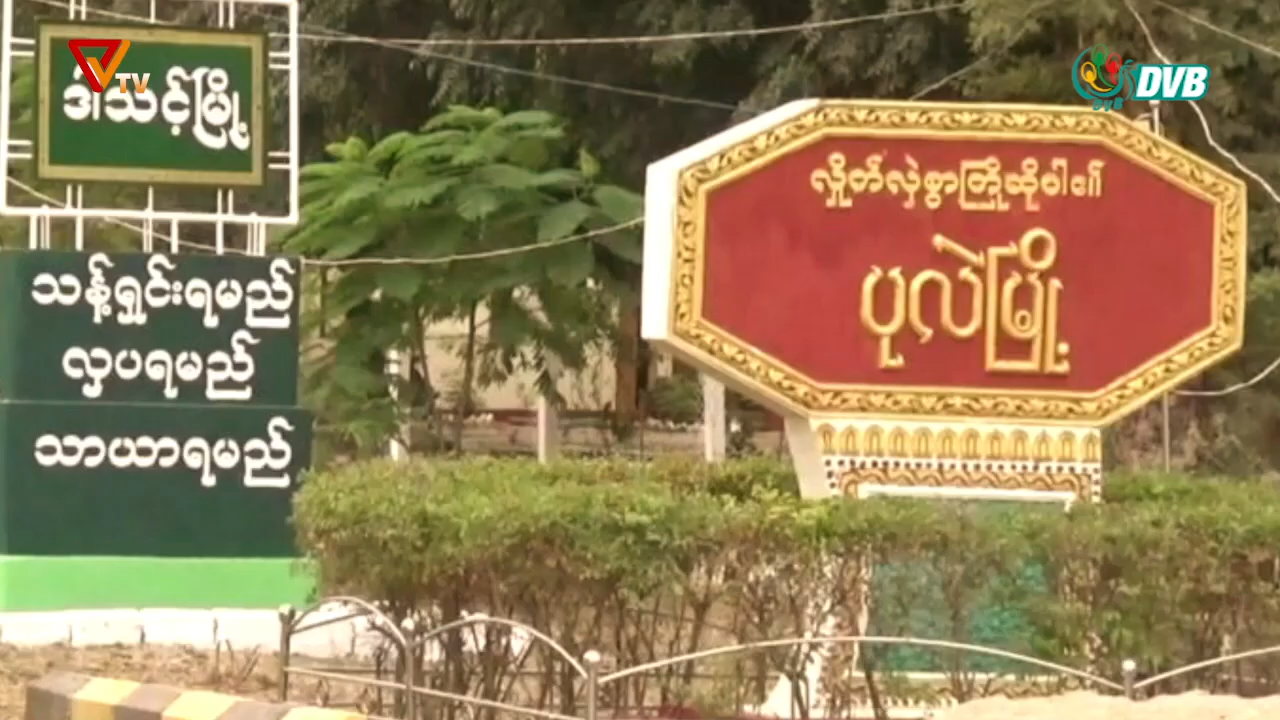 ဒို့သင့်မြို့
သန့်ရှင်းရမည်
လှပရမည်
သာယာရမည်
TV
DVB
DVB
လှိုက်လှဲစွာကြိုဆိုပါ၏
ပုလဲမြို့